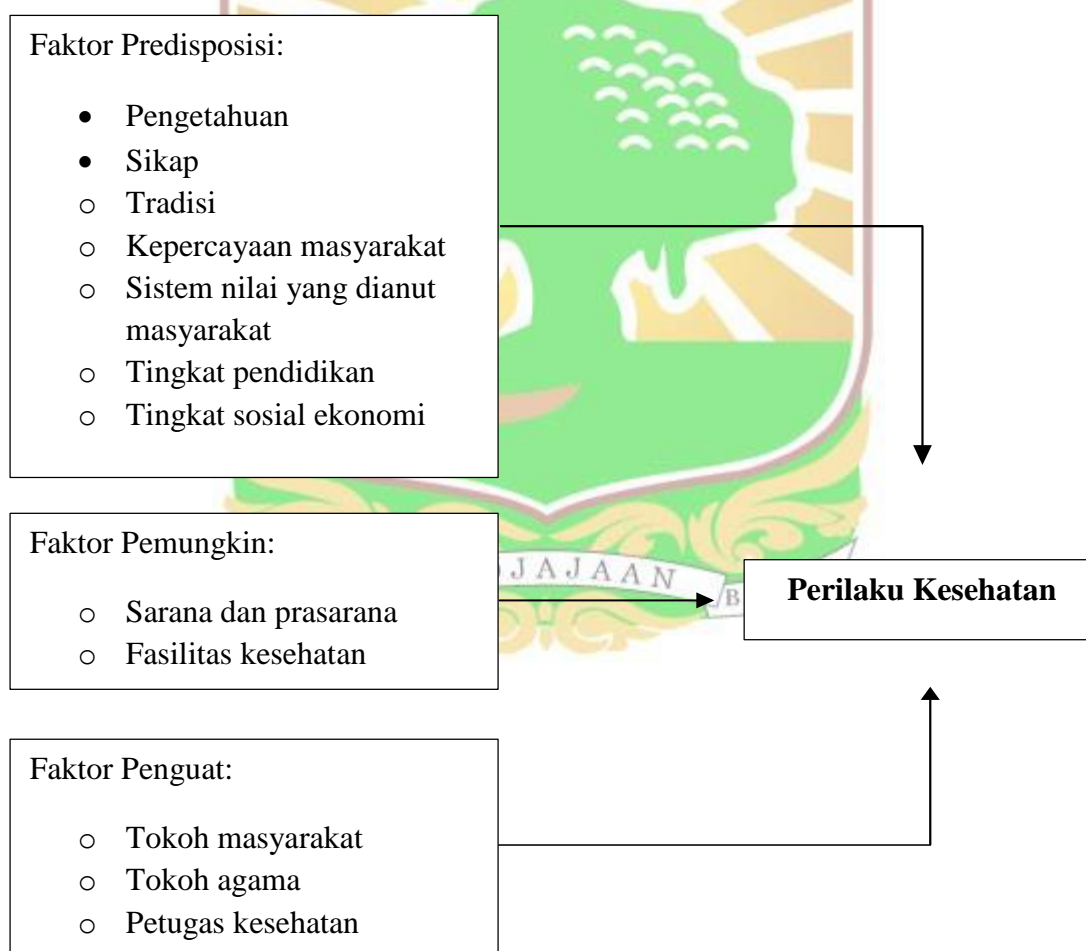 Faktor Predisposisi:
• Pengetahuan
• Sikap
o Tradisi
o Kepercayaan masyarakat
o Sistem nilai yang dianut
masyarakat
o Tingkat pendidikan
o Tingkat sosial ekonomi
Faktor Pemungkin:
o Sarana dan prasarana
o Fasilitas kesehatan
JAJAAN
B
Perilaku Kesehatan
Faktor Penguat:
o Tokoh masyarakat
o Tokoh agama
o Petugas kesehatan